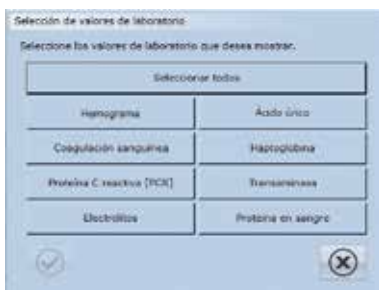 Selección de valores de laboratorio
Seleccione los valores de laboratorio que desea mostrar.
Seleccionar todos
Hemograma
Ácido úrico
Coagulación sanguínea
Haptoglobina
Proteína C reactiva [PCR]
Transaminasa
Electrolitos
Proteína en sangre